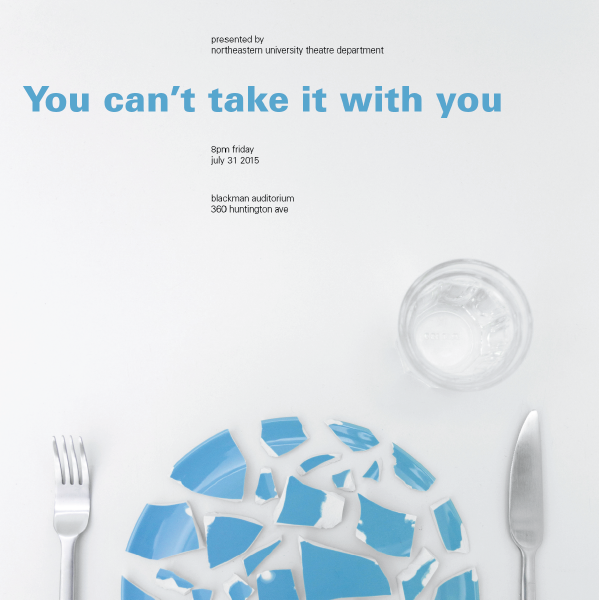 presented by
northeastern university theatre department
You can't take it with you
8pm friday
july 31 2015
blackman auditorium
360 huntington ave